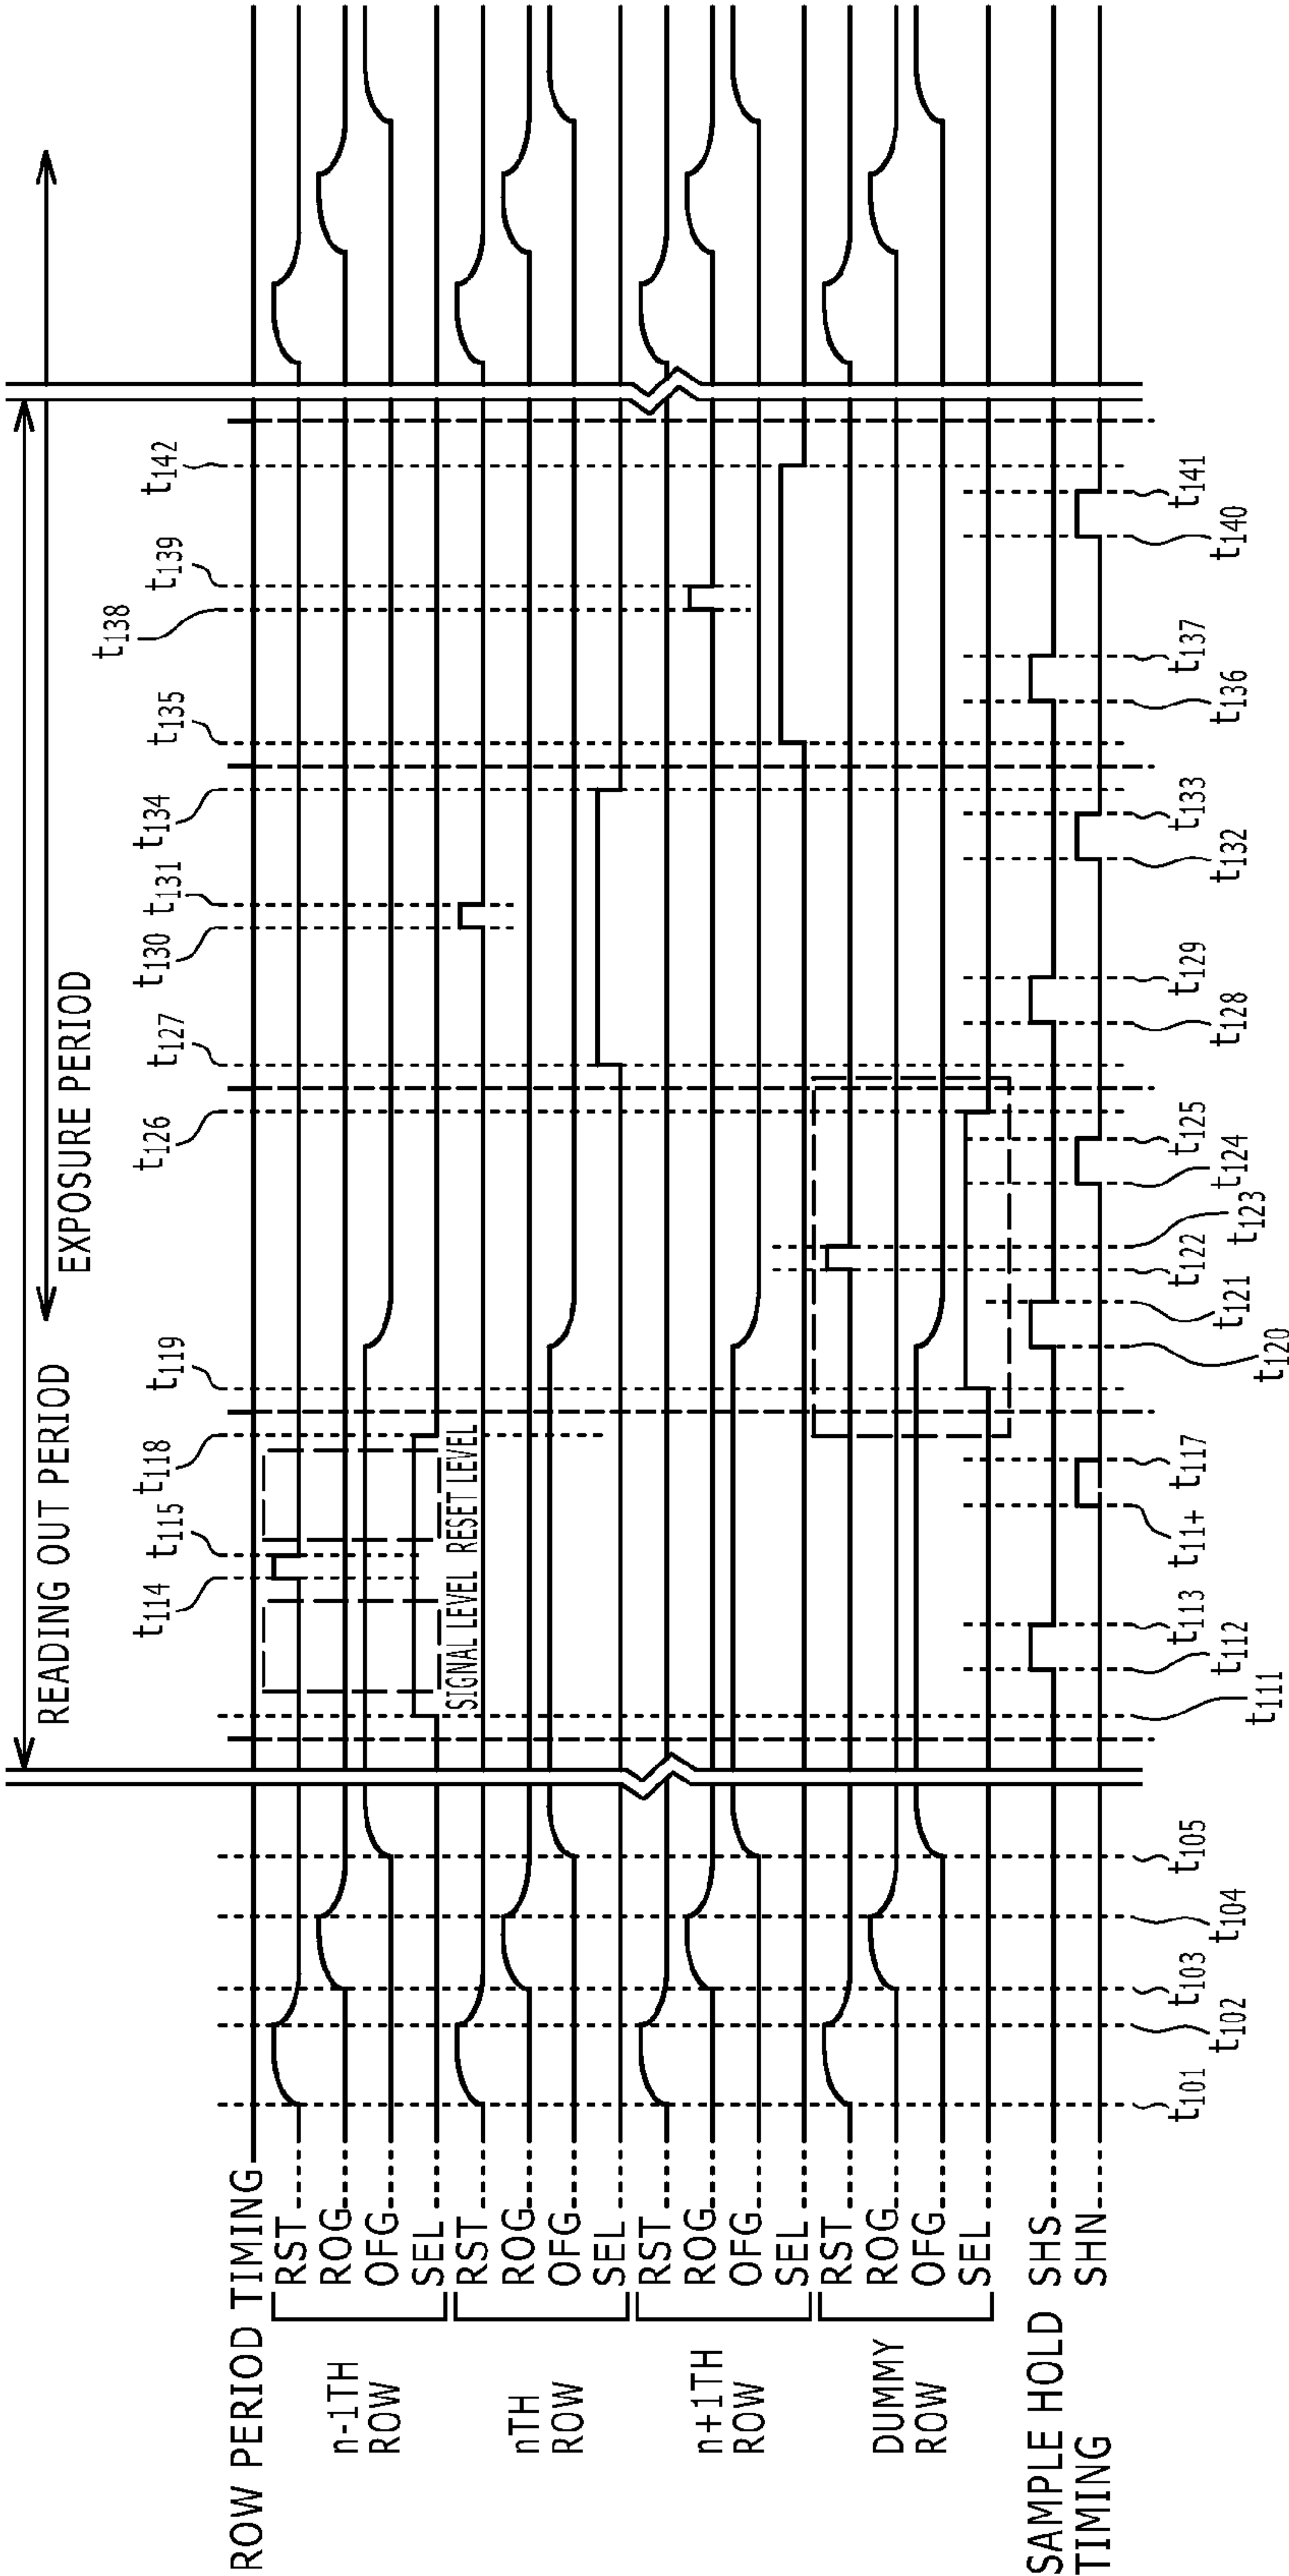 READING OUT PERIOD
EXPOSURE PERIOD
t114
t115
t118
t119
t126
t127
t130
t131
t134
t135
t138
t139
t142
ROW PERIOD TIMING
n-1TH
ROW
RST
ROG
OFG
SEL
SIGNAL LEVEL
RESET LEVEL
nTH
ROW
RST
ROG
OFG
SEL
n+1TH
ROW
RST
ROG
OFG
SEL
DUMMY
ROW
RST
ROG
OFG
SEL
SAMPLE HOLD
TIMING
SHS
SHN
t101
t102
t103
t104
t105
t111
t112
t113
t11+
t117
t120
t121
t122
t123
t124
t125
t128
t129
t132
t133
t136
t137
t140
t141